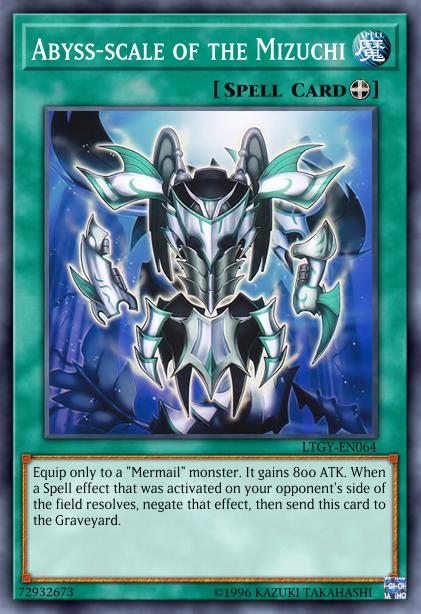 Abyss-scale of the Mizuchi
SPELL
魔
[Spell Card]
LTGY-EN064
Equip only to a "Mermail" monster. It gains 800 ATK. When
a Spell effect that was activated on your opponent's side of
the field resolves, negate that effect, then send this card to
the Graveyard.
72932673
©1996 KAZUKI TAKAHASHI